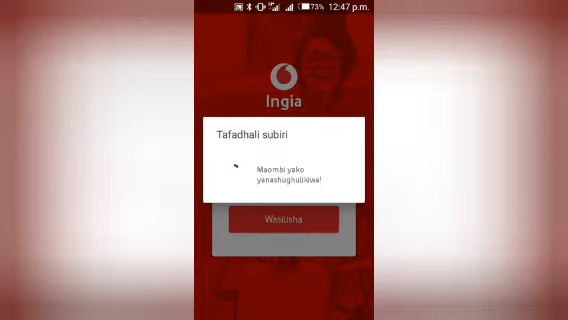 73% 12:47 p.m.
Ingia
Tafadhali subiri
Maombi yako
yanashughulikiwa!
Wasilisha